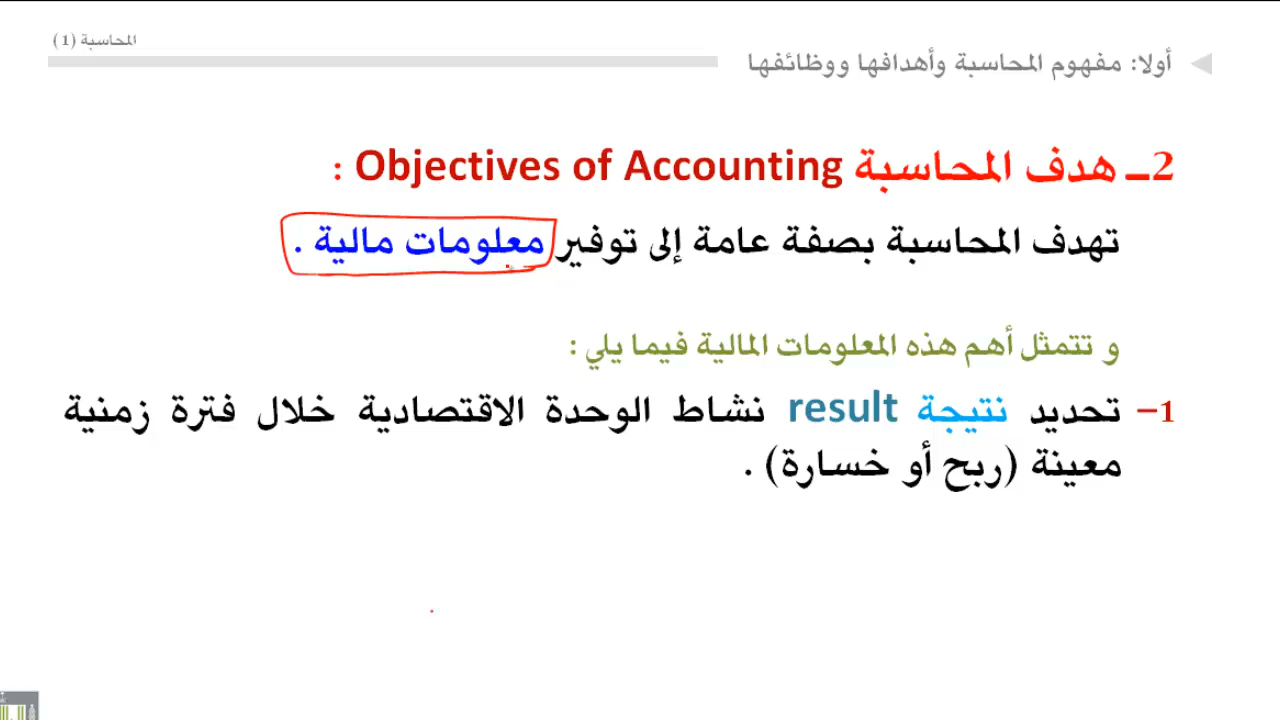 المحاسبة (1)
أولا: مفهوم المحاسبة وأهدافها ووظائفها
2ـ هدف المحاسبة Objectives of Accounting :
تهدف المحاسبة بصفة عامة إلى توفير معلومات مالية .
و تتمثل أهم هذه المعلومات المالية فيما يلي :
1- تحديد نتيجة result نشاط الوحدة الاقتصادية خلال فترة زمنية
معينة (ربح أو خسارة) .